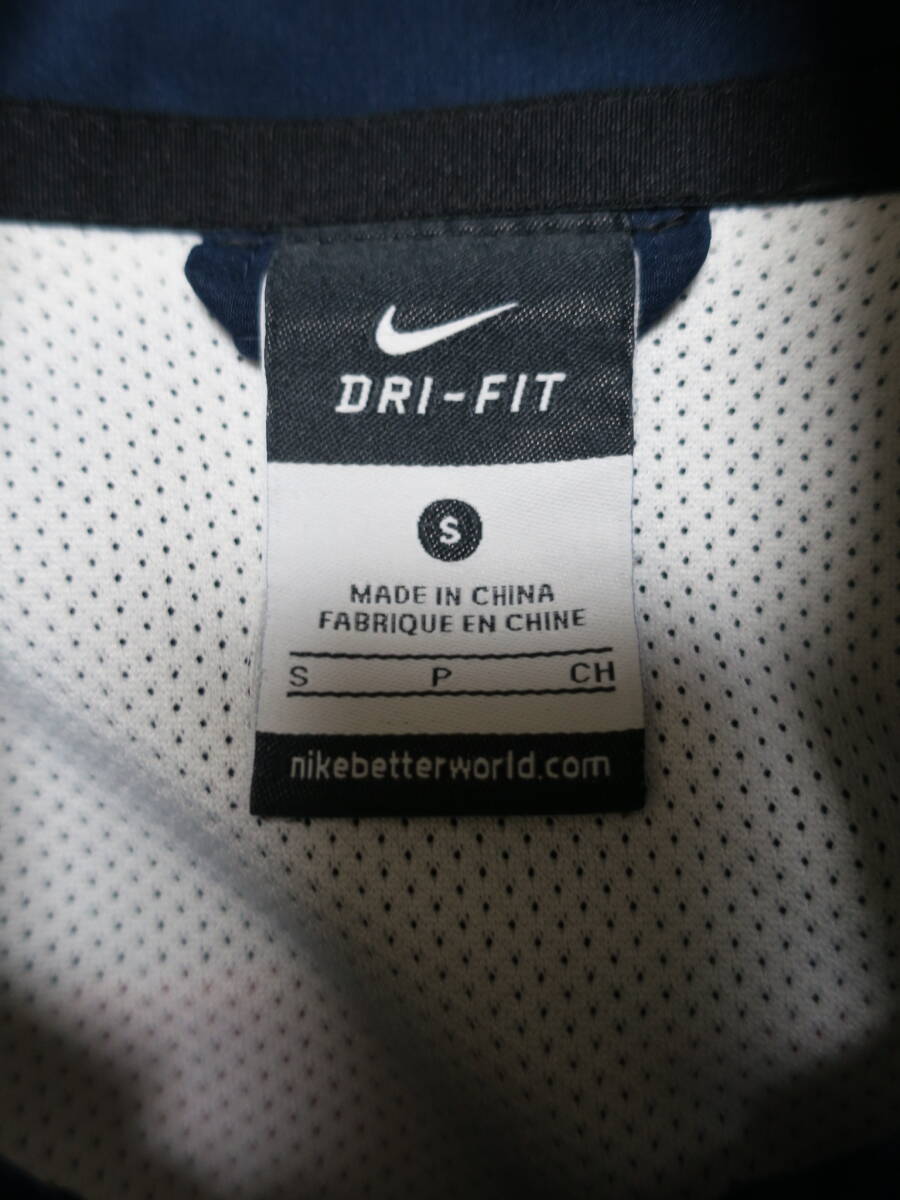 DRI-FIT
S
MADE IN CHINA
FABRIQUE EN CHINE
S P CH
nikebetterworld.com